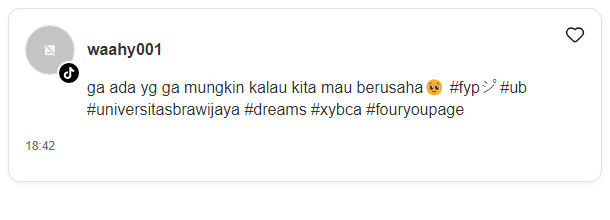 waahy001
ga ada yg ga mungkin kalau kita mau berusaha🥺 #fypシ゚ #ub
#universitasbrawijaya #dreams #xybca #fouryoupage
18:42